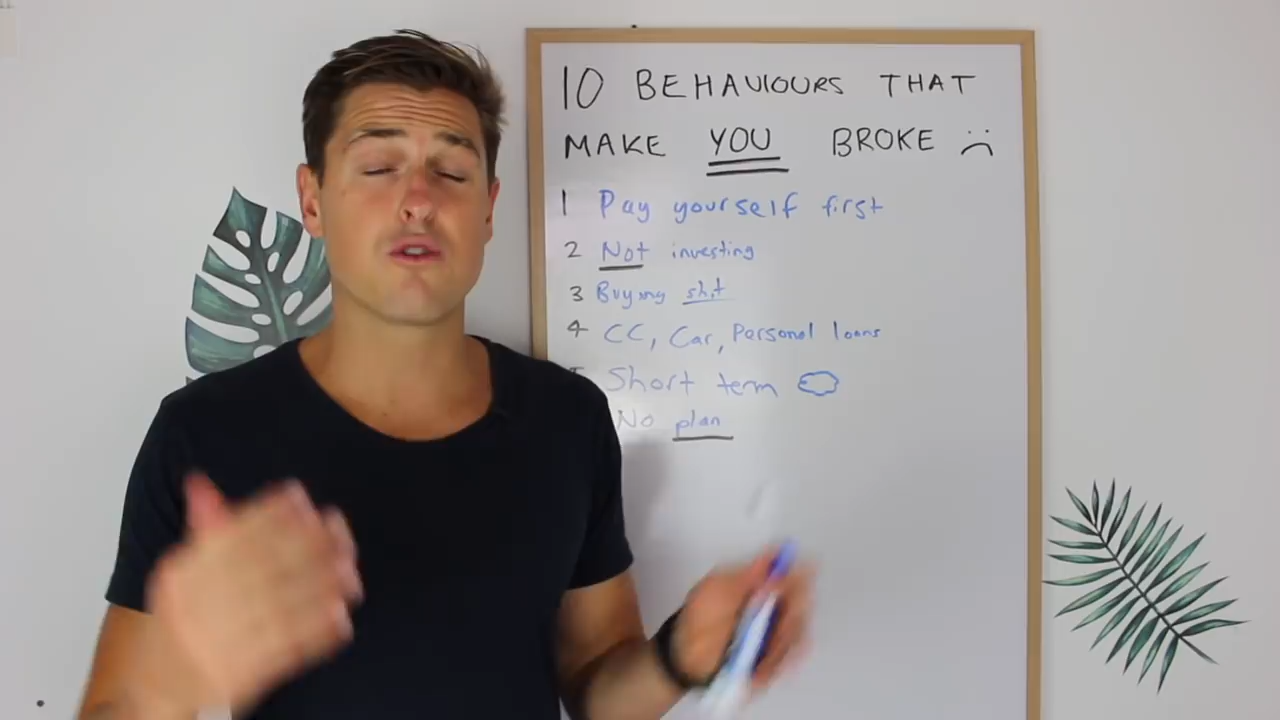 10 BEHAVIOURS THAT
MAKE YOU BROKE :(
1 Pay yourself first
2 Not investing
3 Buying shit
4 CC, Car, Personal loans
5 Short term
No plan